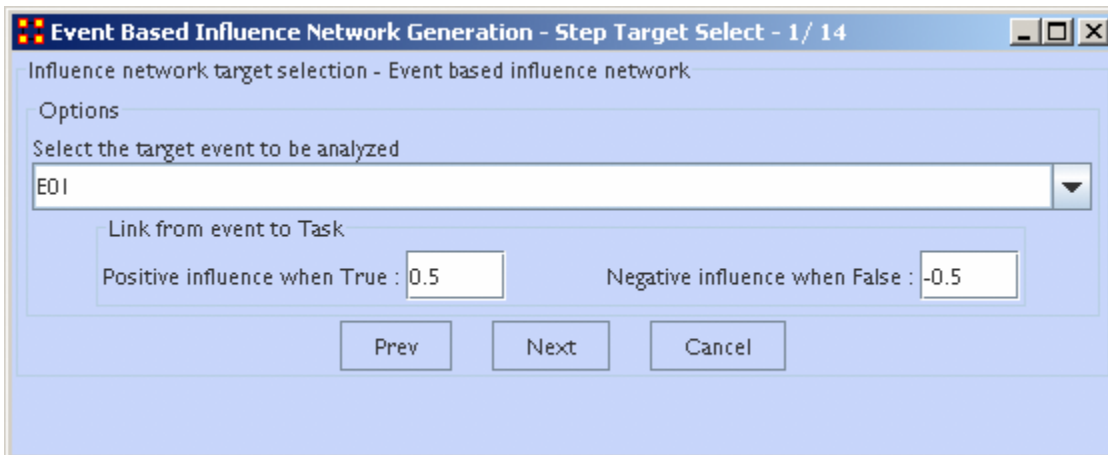 Event Based Influence Network Generation - Step Target Select - 1/ 14
Influence network target selection - Event based influence network
Options
Select the target event to be analyzed
E01
Link from event to Task
Positive influence when True : 0.5 Negative influence when False : -0.5
Prev Next Cancel